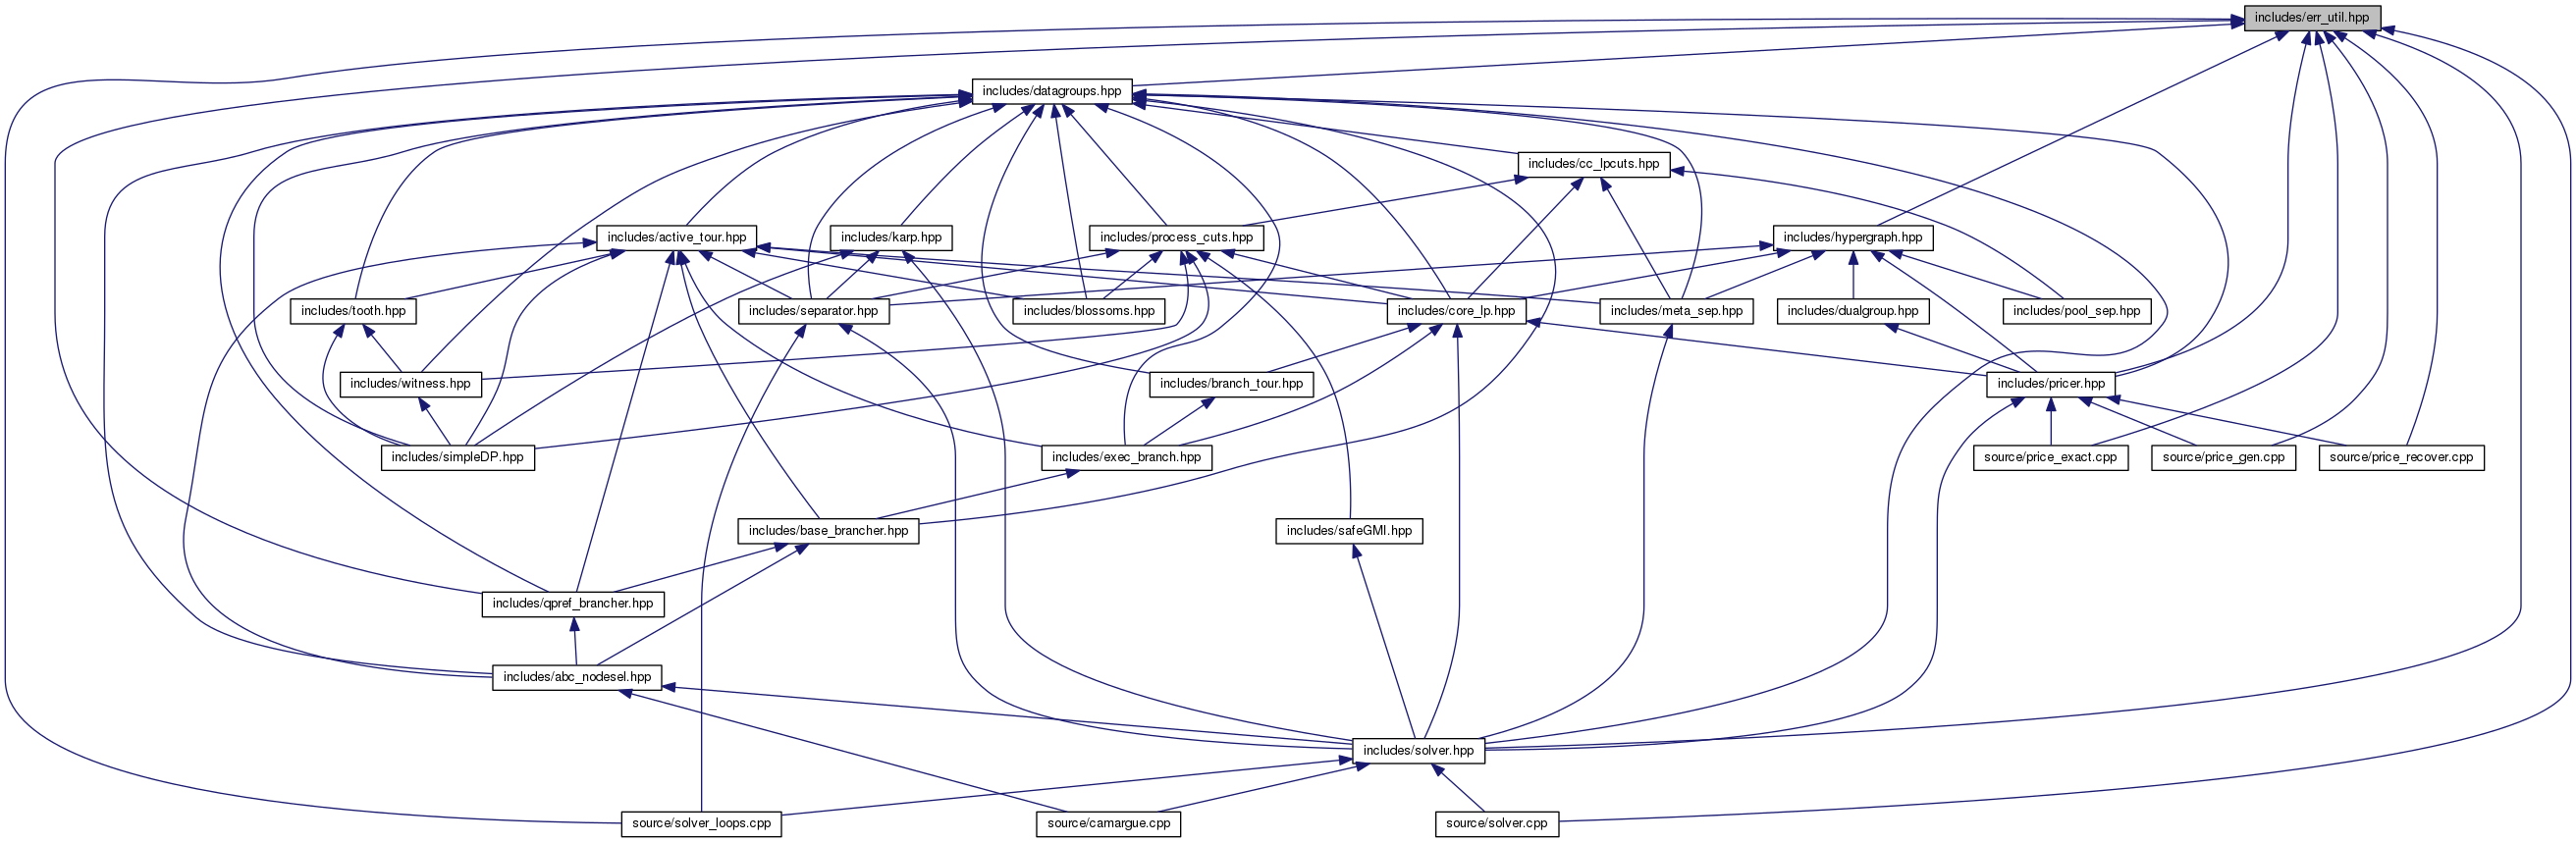 includes/err_util.hpp
includes/datagroups.hpp
includes/cc_lpcuts.hpp
includes/active_tour.hpp
includes/karp.hpp
includes/process_cuts.hpp
includes/hypergraph.hpp
includes/tooth.hpp
includes/separator.hpp
includes/blossoms.hpp
includes/core_lp.hpp
includes/meta_sep.hpp
includes/dualgroup.hpp
includes/pool_sep.hpp
includes/witness.hpp
includes/branch_tour.hpp
includes/pricer.hpp
includes/simpleDP.hpp
includes/exec_branch.hpp
source/price_exact.cpp
source/price_gen.cpp
source/price_recover.cpp
includes/base_brancher.hpp
includes/safeGMI.hpp
includes/qpref_brancher.hpp
includes/abc_nodesel.hpp
includes/solver.hpp
source/solver_loops.cpp
source/camargue.cpp
source/solver.cpp